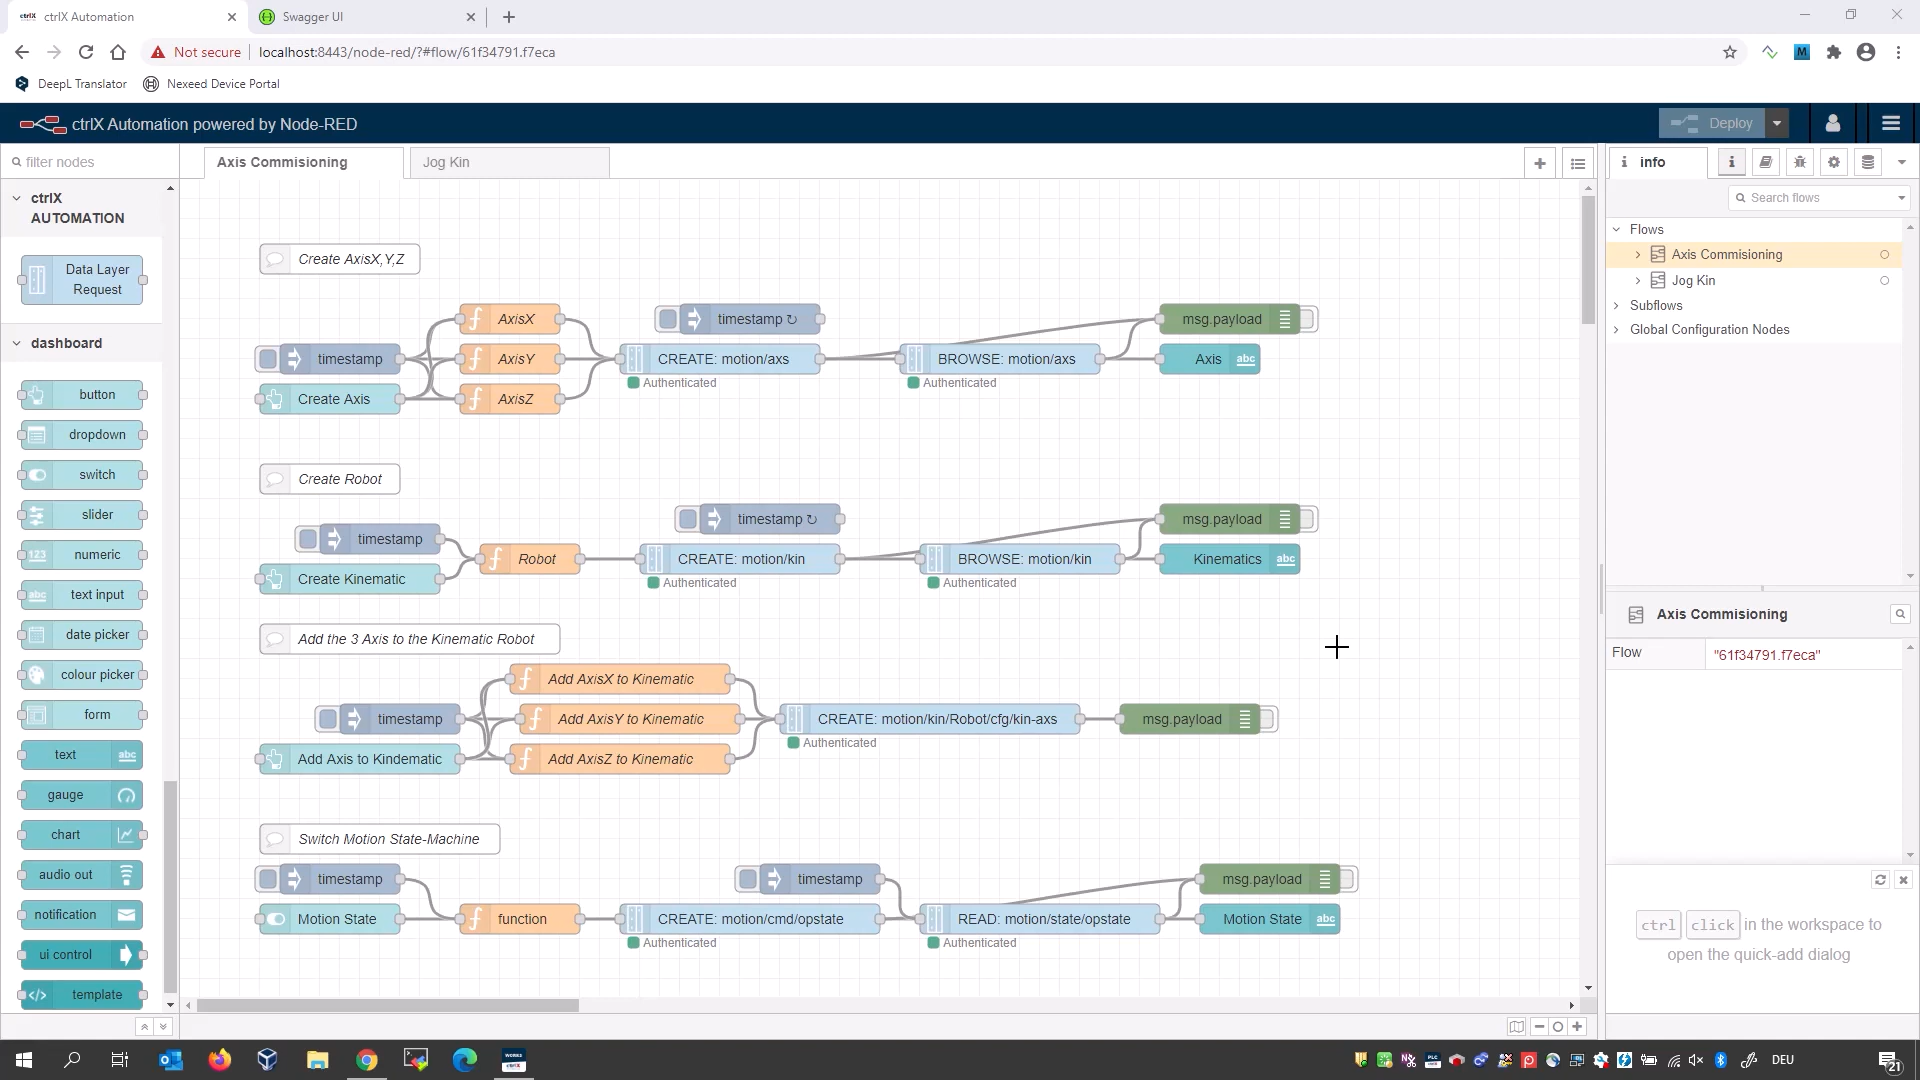 ctrlX Automation
Swagger UI
Not secure
localhost:8443/node-red/?#flow/61f34791.f7eca
DeepL Translator
Nexeed Device Portal
ctrlX Automation powered by Node-RED
Deploy
filter nodes
Axis Commisioning
Jog Kin
info
Search flows
ctrlX
AUTOMATION
Data Layer
Request
dashboard
button
dropdown
switch
slider
numeric
text input
date picker
colour picker
form
text
gauge
chart
audio out
notification
ui control
template
Create AxisX,Y,Z
AxisX
timestamp ↻
msg.payload
timestamp
AxisY
CREATE: motion/axs
BROWSE: motion/axs
Axis
abc
Authenticated
Authenticated
Create Axis
AxisZ
Create Robot
timestamp ↻
msg.payload
timestamp
Robot
CREATE: motion/kin
BROWSE: motion/kin
Kinematics
abc
Create Kinematic
Authenticated
Authenticated
Add the 3 Axis to the Kinematic Robot
Add AxisX to Kinematic
timestamp
Add AxisY to Kinematic
CREATE: motion/kin/Robot/cfg/kin-axs
msg.payload
Authenticated
Add Axis to Kindematic
Add AxisZ to Kinematic
Switch Motion State-Machine
timestamp
timestamp
msg.payload
Motion State
function
CREATE: motion/cmd/opstate
READ: motion/state/opstate
Motion State
abc
Authenticated
Authenticated
Flows
Axis Commisioning
Jog Kin
Subflows
Global Configuration Nodes
Axis Commisioning
Flow
"61f34791.f7eca"
ctrl click in the workspace to
open the quick-add dialog
DEU
21